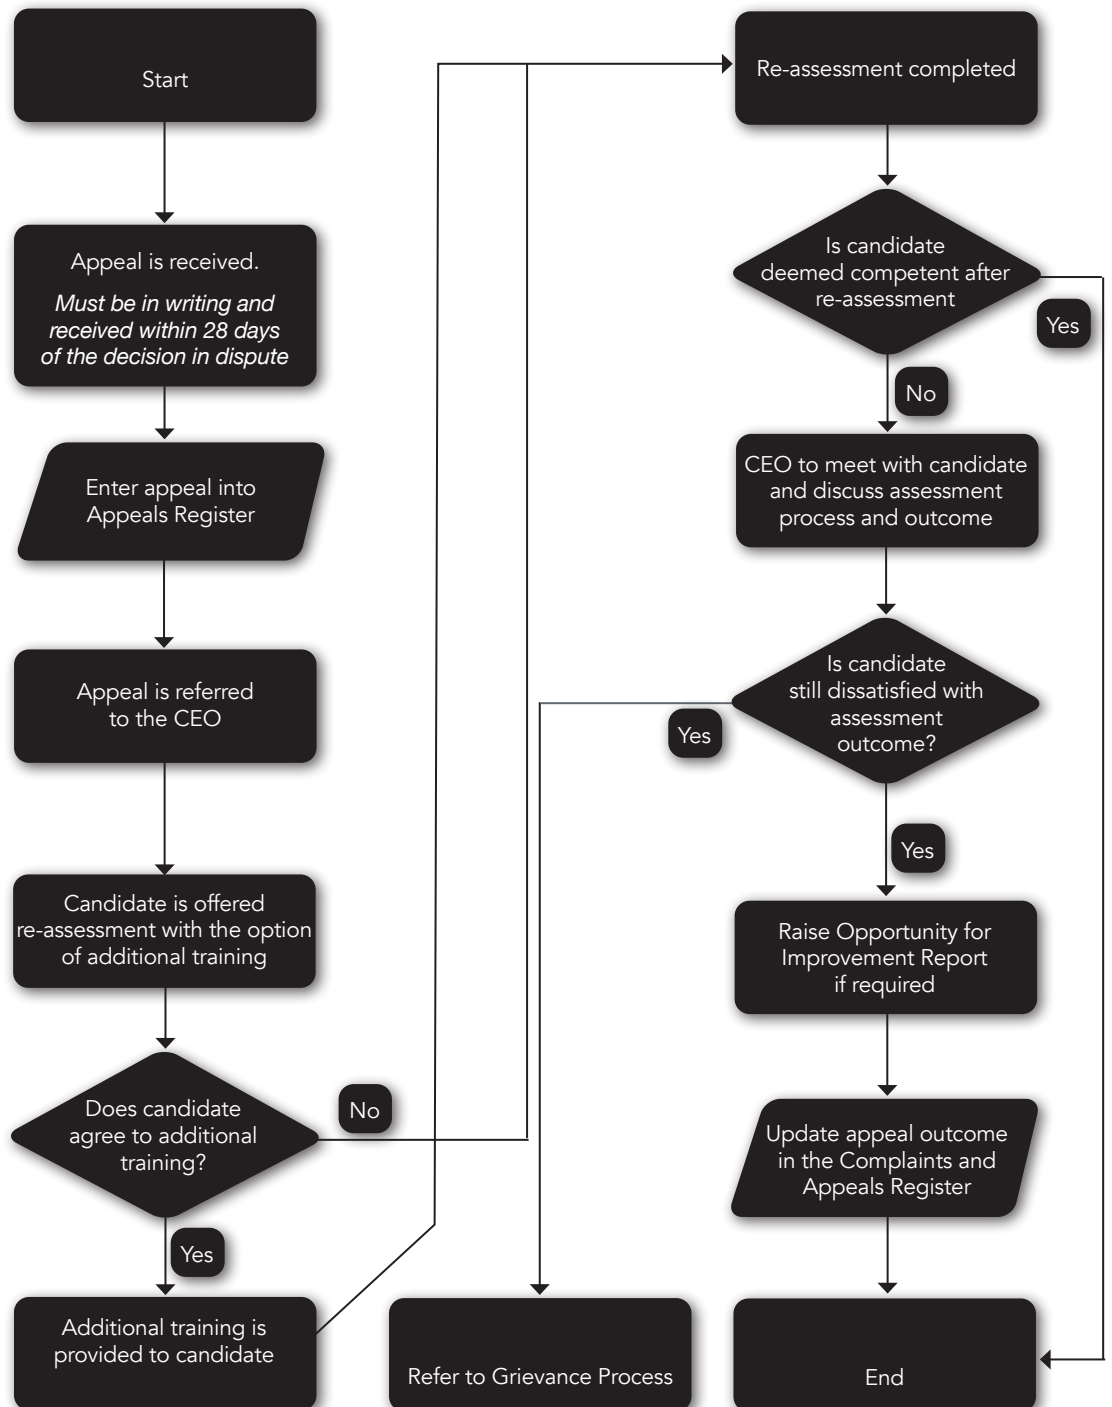 Start
Appeal is received.
Must be in writing and
received within 28 days
of the decision in dispute
Enter appeal into
Appeals Register
Appeal is referred
to the CEO
Candidate is offered
re-assessment with the option
of additional training
Does candidate
agree to additional
training?
No
Yes
Additional training is
provided to candidate
Re-assessment completed
Is candidate
deemed competent after
re-assessment
Yes
No
CEO to meet with candidate
and discuss assessment
process and outcome
Is candidate
still dissatisfied with
assessment
outcome?
Yes
Yes
Refer to Grievance Process
Raise Opportunity for
Improvement Report
if required
Update appeal outcome
in the Complaints and
Appeals Register
End